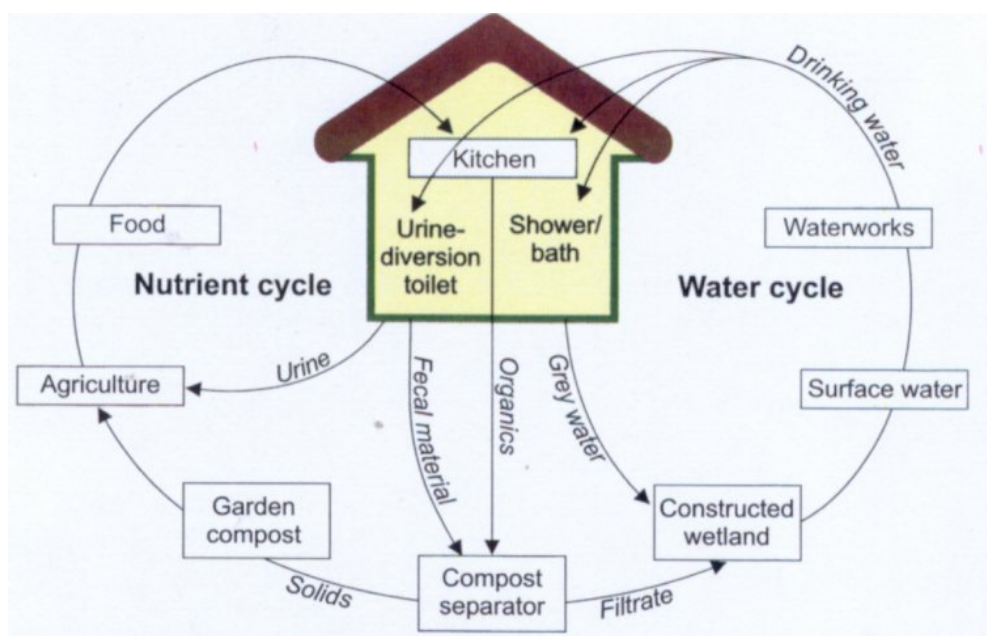 Drinking water
Kitchen
Food
Urine-
diversion
toilet
Shower/
bath
Waterworks
Nutrient cycle
Water cycle
Agriculture
Urine
Fecal material
Organics
Grey water
Surface water
Garden
compost
Constructed
wetland
Solids
Compost
separator
Filtrate